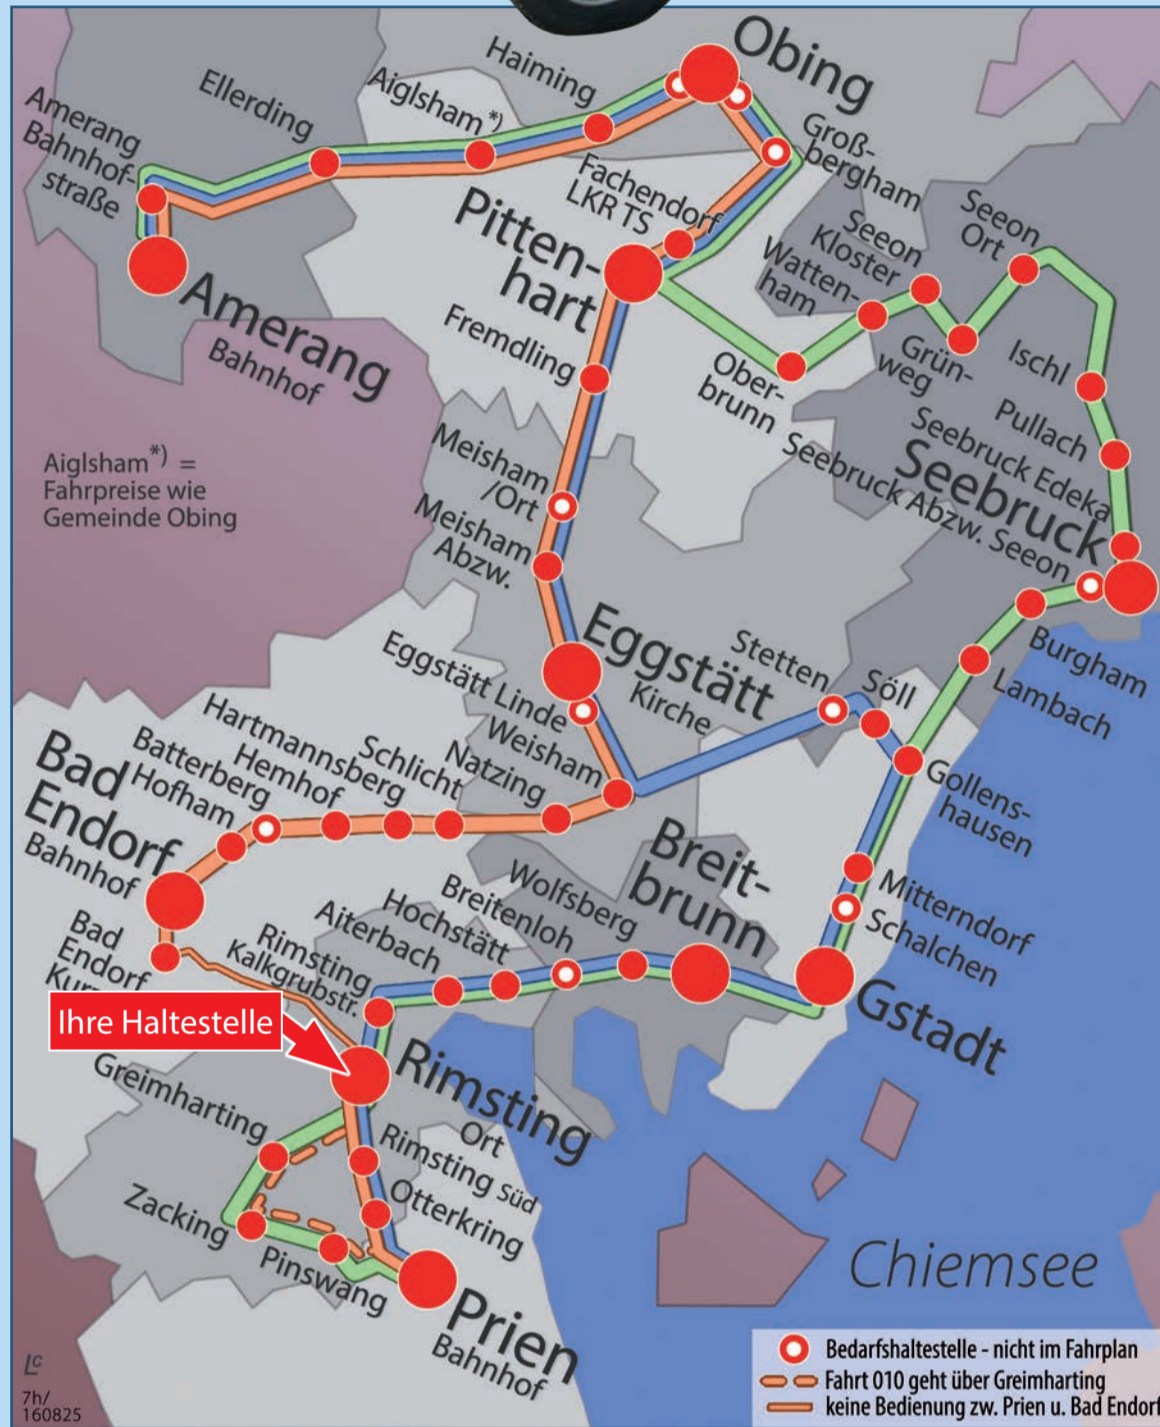 Obing
Haiming
Aiglsham*)
Ellerding
Amerang
Bahnhof-
straße
Groß-
bergham
Fachendorf
LKR TS
Pitten-
hart
Seeon
Ort
Seeon
Kloster
Watten-
ham
Amerang
Bahnhof
Fremdling
Ober-
brunn
Grün-
weg
Ischl
Pullach
Seebruck Edeka
Seebruck
Seebruck Abzw. Seeon
Aiglsham*) =
Fahrpreise wie
Gemeinde Obing
Meisham
/Ort
Meisham
Abzw.
Eggstätt
Kirche
Eggstätt Linde
Weisham
Stetten
Söll
Burgham
Lambach
Gollens-
hausen
Natzing
Schlicht
Hartmannsberg
Hemhof
Batterberg
Hofham
Bad
Endorf
Bahnhof
Breit-
brunn
Wolfsberg
Breitenloh
Hochstätt
Aiterbach
Rimsting
Kalkgrubstr.
Mitterndorf
Schalchen
Gstadt
Bad
Endorf
Ihre Haltestelle
Rimsting
Ort
Greimharting
Rimsting Süd
Otterkring
Zacking
Pinswang
Prien
Bahnhof
Chiemsee
Bedarfshaltestelle - nicht im Fahrplan
Fahrt 010 geht über Greimharting
keine Bedienung zw. Prien u. Bad Endorf
LC
7h/
160825